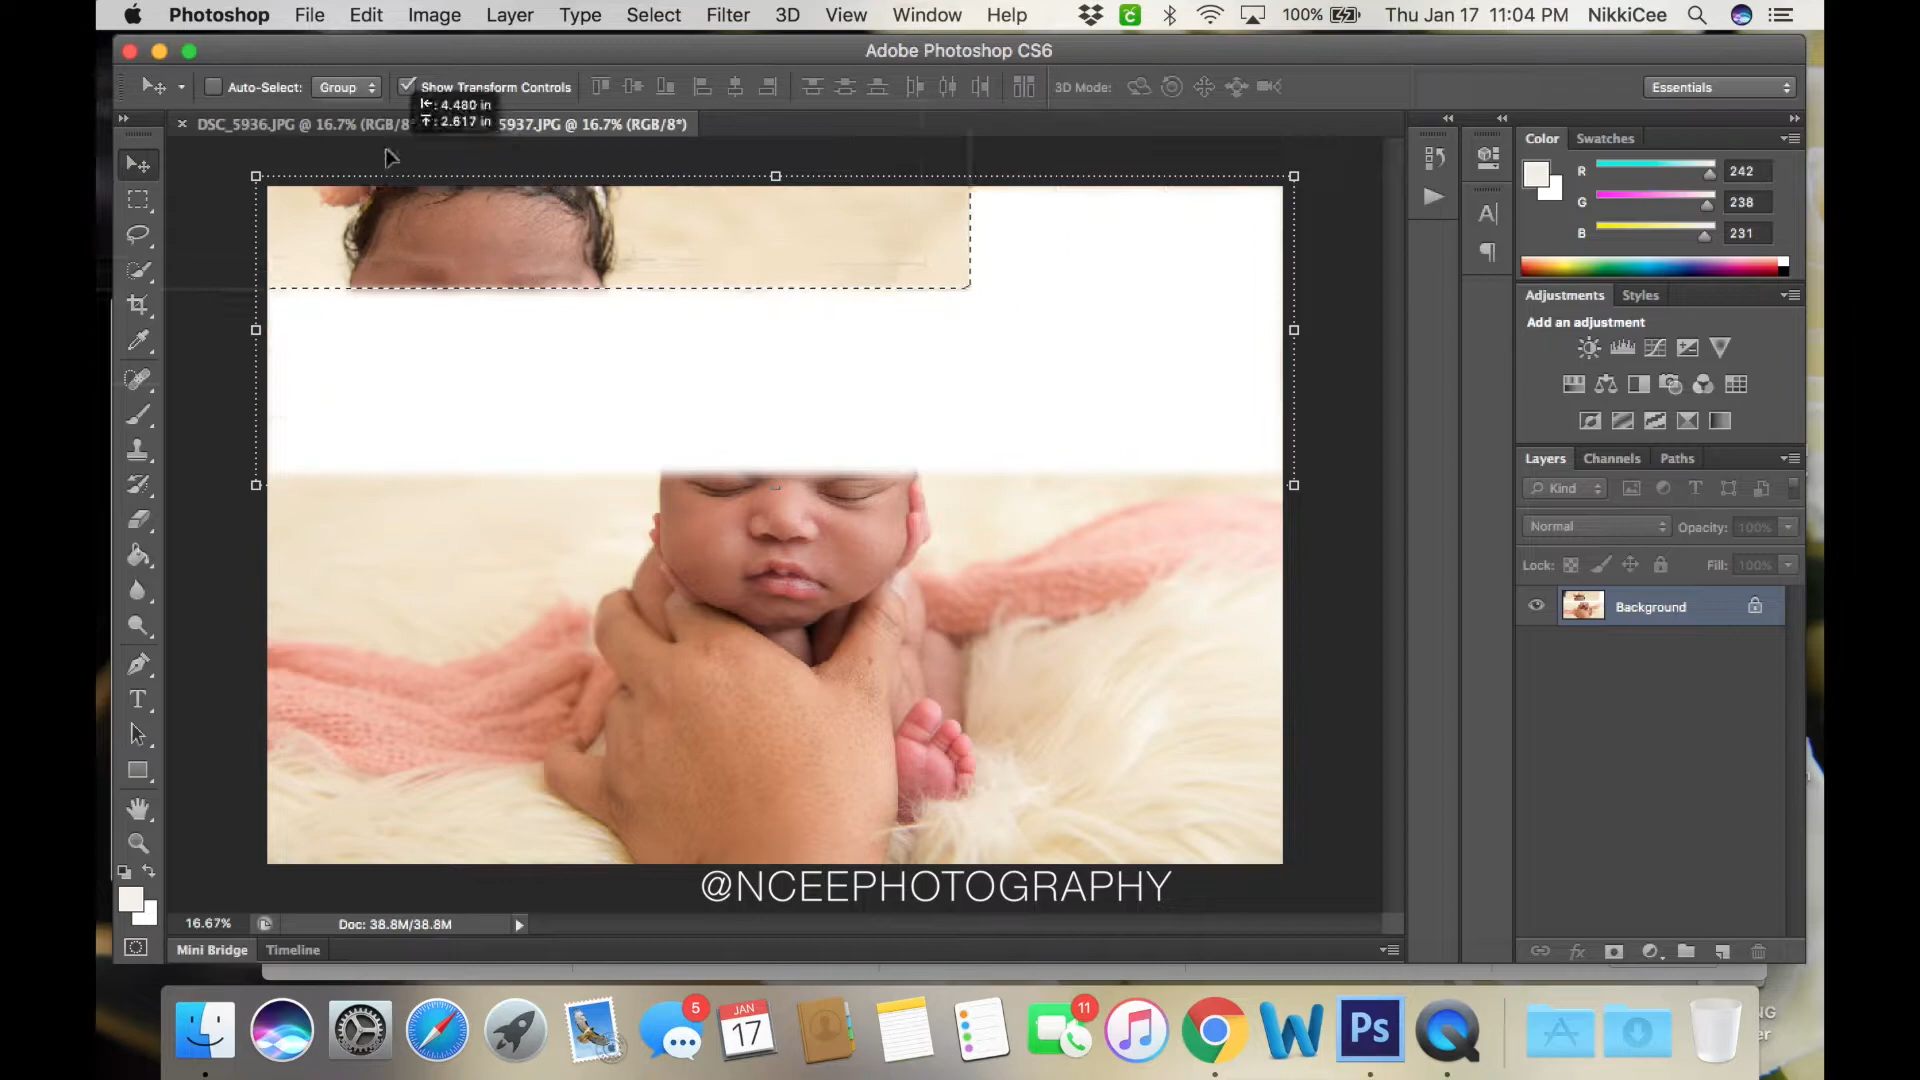 Photoshop File Edit Image Layer Type Select Filter 3D View Window Help 100% Thu Jan 17 11:04 PM NikkiCee
Adobe Photoshop CS6
Auto-Select: Group Show Transform Controls 3D Mode: Essentials
4.480 in
2.617 in
DSC_5936.JPG @ 16.7% (RGB/8* 5937.JPG @ 16.7% (RGB/8*)
Color Swatches
R 242
G 238
B 231
Adjustments Styles
Add an adjustment
Layers Channels Paths
Kind
Normal Opacity: 100%
Lock: Fill: 100%
Background
@NCEEPHOTOGRAPHY
16.67% Doc: 38.8M/38.8M
Mini Bridge Timeline
5
JAN
17
11
W
Ps